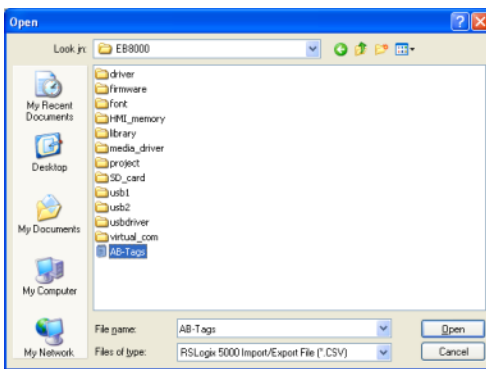 Open
Look in: EB8000
driver
firmware
font
HMI_memory
library
media_driver
project
SD_card
usb1
usb2
usbdriver
virtual_com
AB-Tags
My Recent
Documents
Desktop
My Documents
My Computer
My Network
File name: AB-Tags Open
Files of type: RSLogix 5000 Import/Export File (*.CSV) Cancel